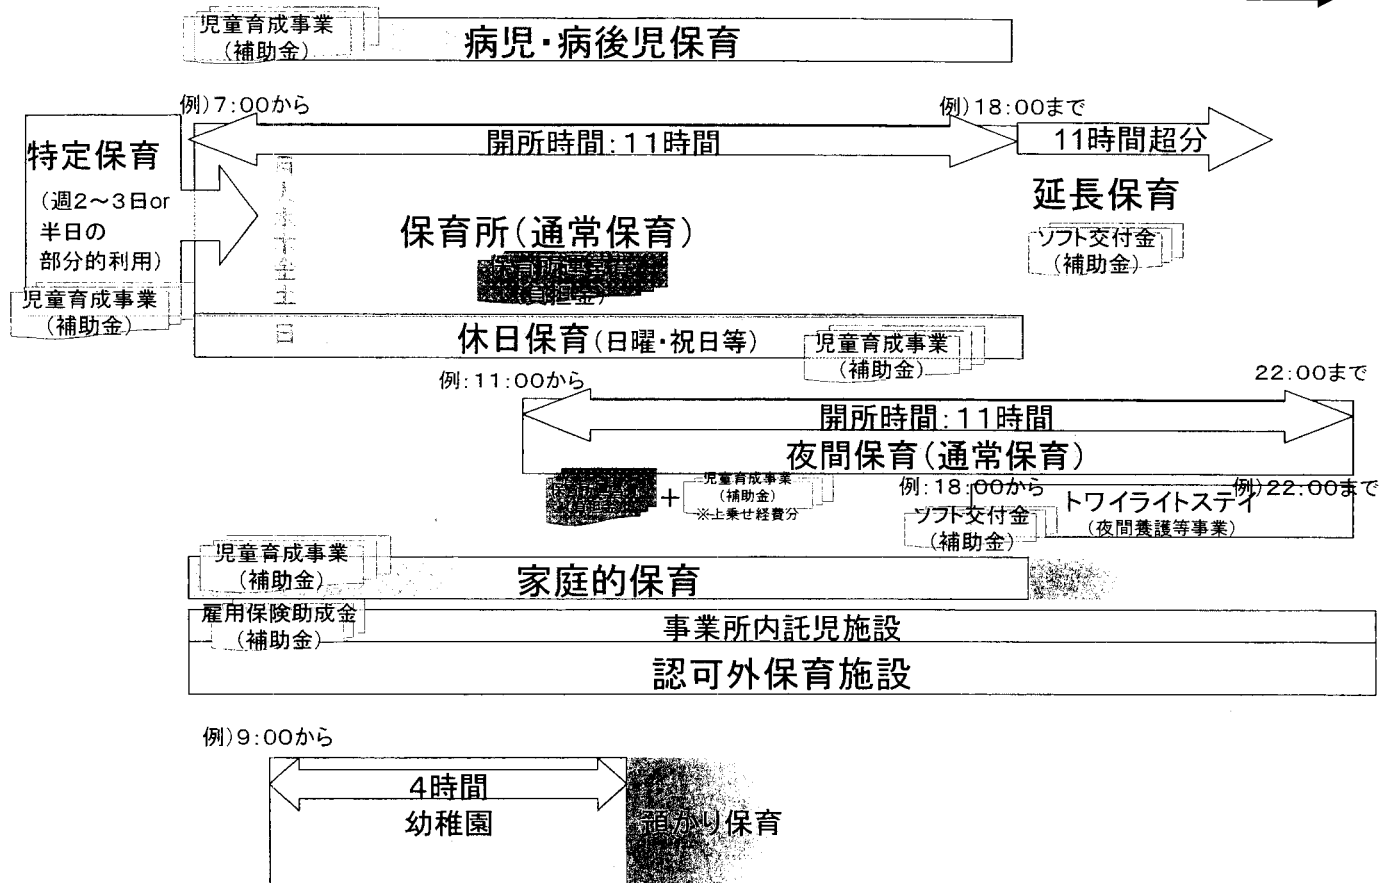 児童育成事業
(補助金)
病児・病後児保育
例)7:00から
例)18:00まで
開所時間:11時間
11時間超分
特定保育
(週2～3日or
半日の
部分的利用)
児童育成事業
(補助金)
土
日
保育所(通常保育)
延長保育
ソフト交付金
(補助金)
休日保育(日曜・祝日等)
児童育成事業
(補助金)
例:11:00から
22:00まで
開所時間:11時間
夜間保育(通常保育)
+
児童育成事業
(補助金)
※上乗せ経費分
例:18:00から
例)22:00まで
トワイライトステイ
(夜間養護等事業)
ソフト交付金
(補助金)
児童育成事業
(補助金)
家庭的保育
雇用保険助成金
(補助金)
事業所内託児施設
認可外保育施設
例)9:00から
4時間
幼稚園
預かり保育